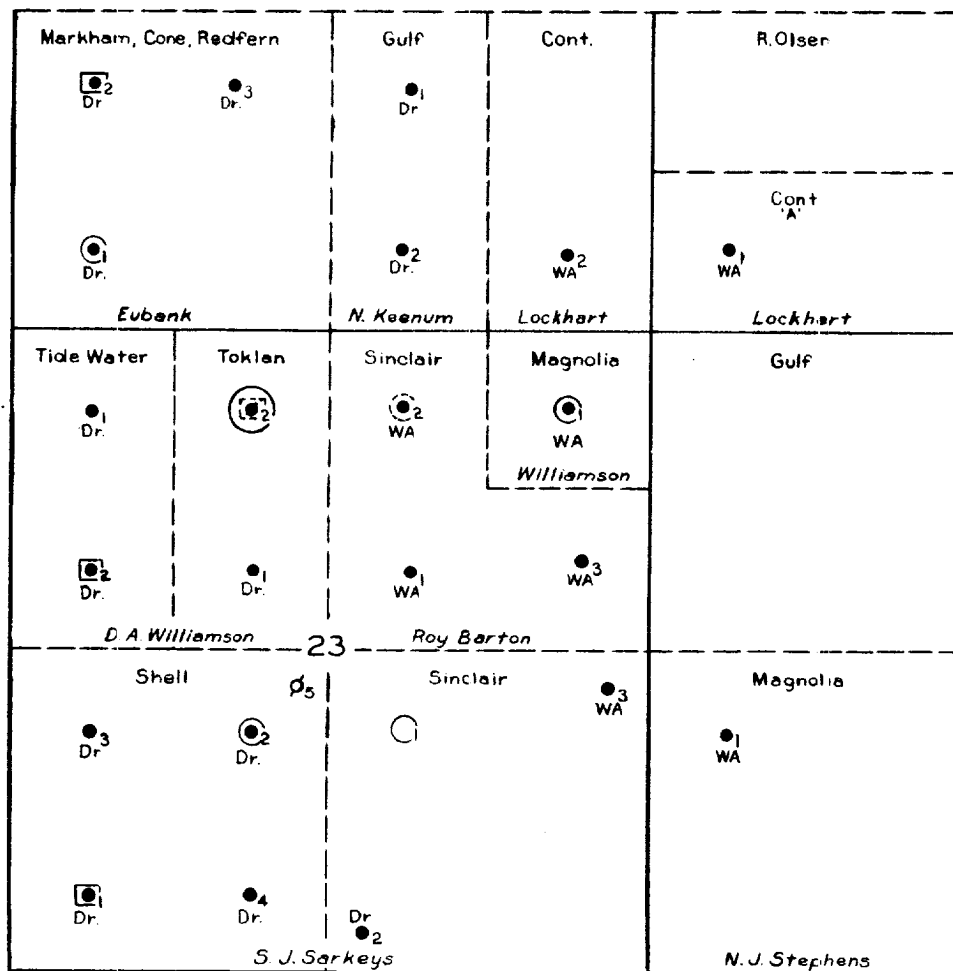 Markham, Cone, Redfern Gulf Cont. R. Olsen
2 Dr. 3 Dr. 1 Dr
Cont 'A'
1 Dr. 2 Dr. 2 WA 1 WA
Eubank N. Keenum Lockhart Lockhart
Tide Water Toklan Sinclair Magnolia Gulf
1 Dr. 2 2 WA 1 WA
Williamson
2 Dr. 1 Dr. 1 WA 3 WA
D. A. Williamson Roy Barton
23
Shell 5 Sinclair 3 WA Magnolia
3 Dr 2 Dr. 1 1 WA
1 Dr. 4 Dr. Dr 2
S. J. Sarkeys N. J. Stephens